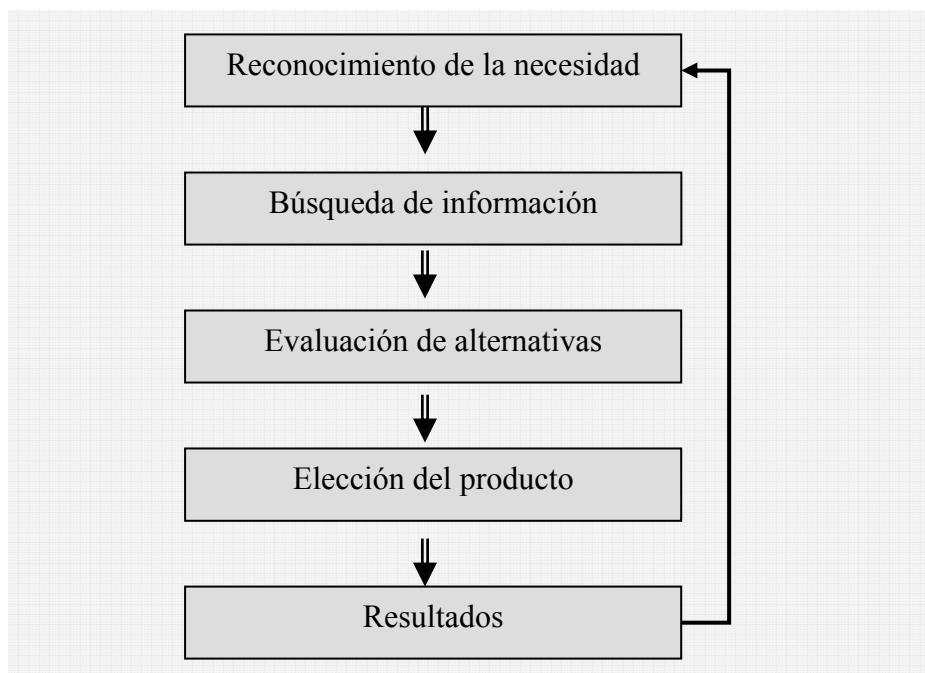 Reconocimiento de la necesidad
Búsqueda de información
Evaluación de alternativas
Elección del producto
Resultados